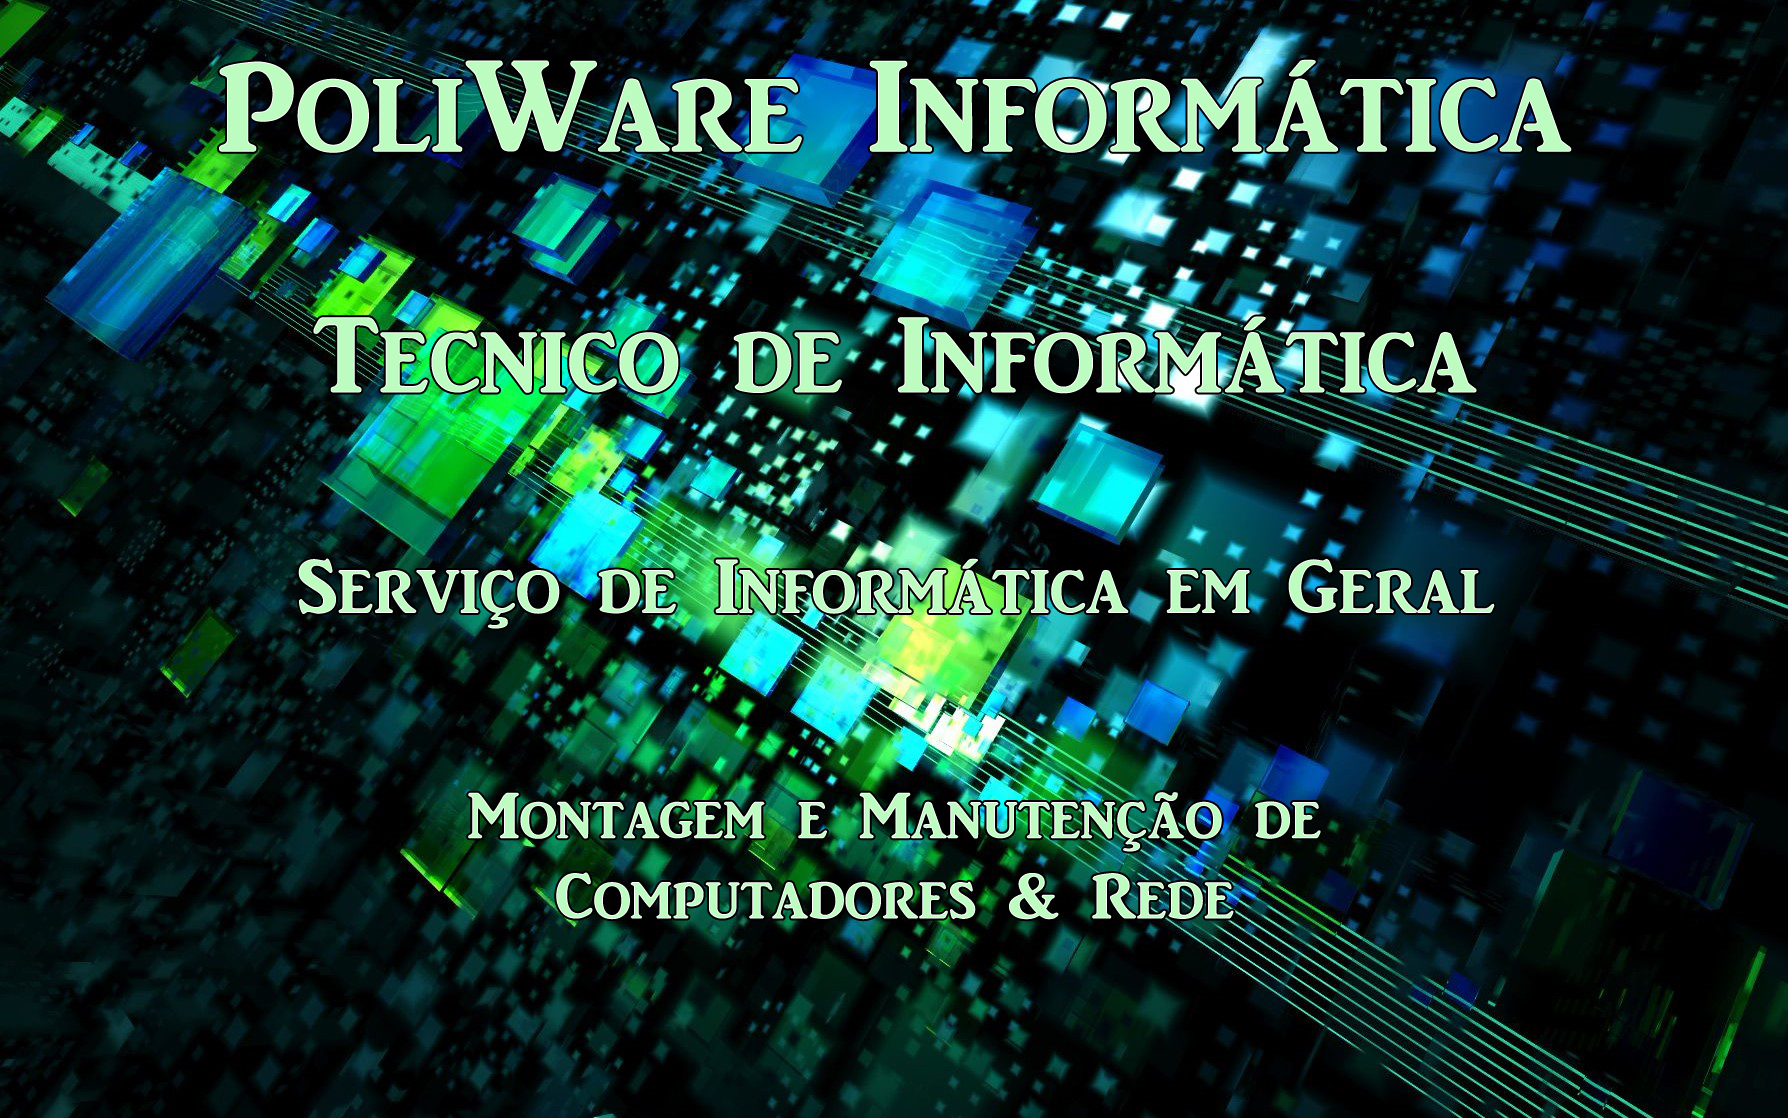 PoliWare Informática
Tecnico de Informática
Serviço de Informática em Geral
Montagem e Manutenção de
Computadores & Rede